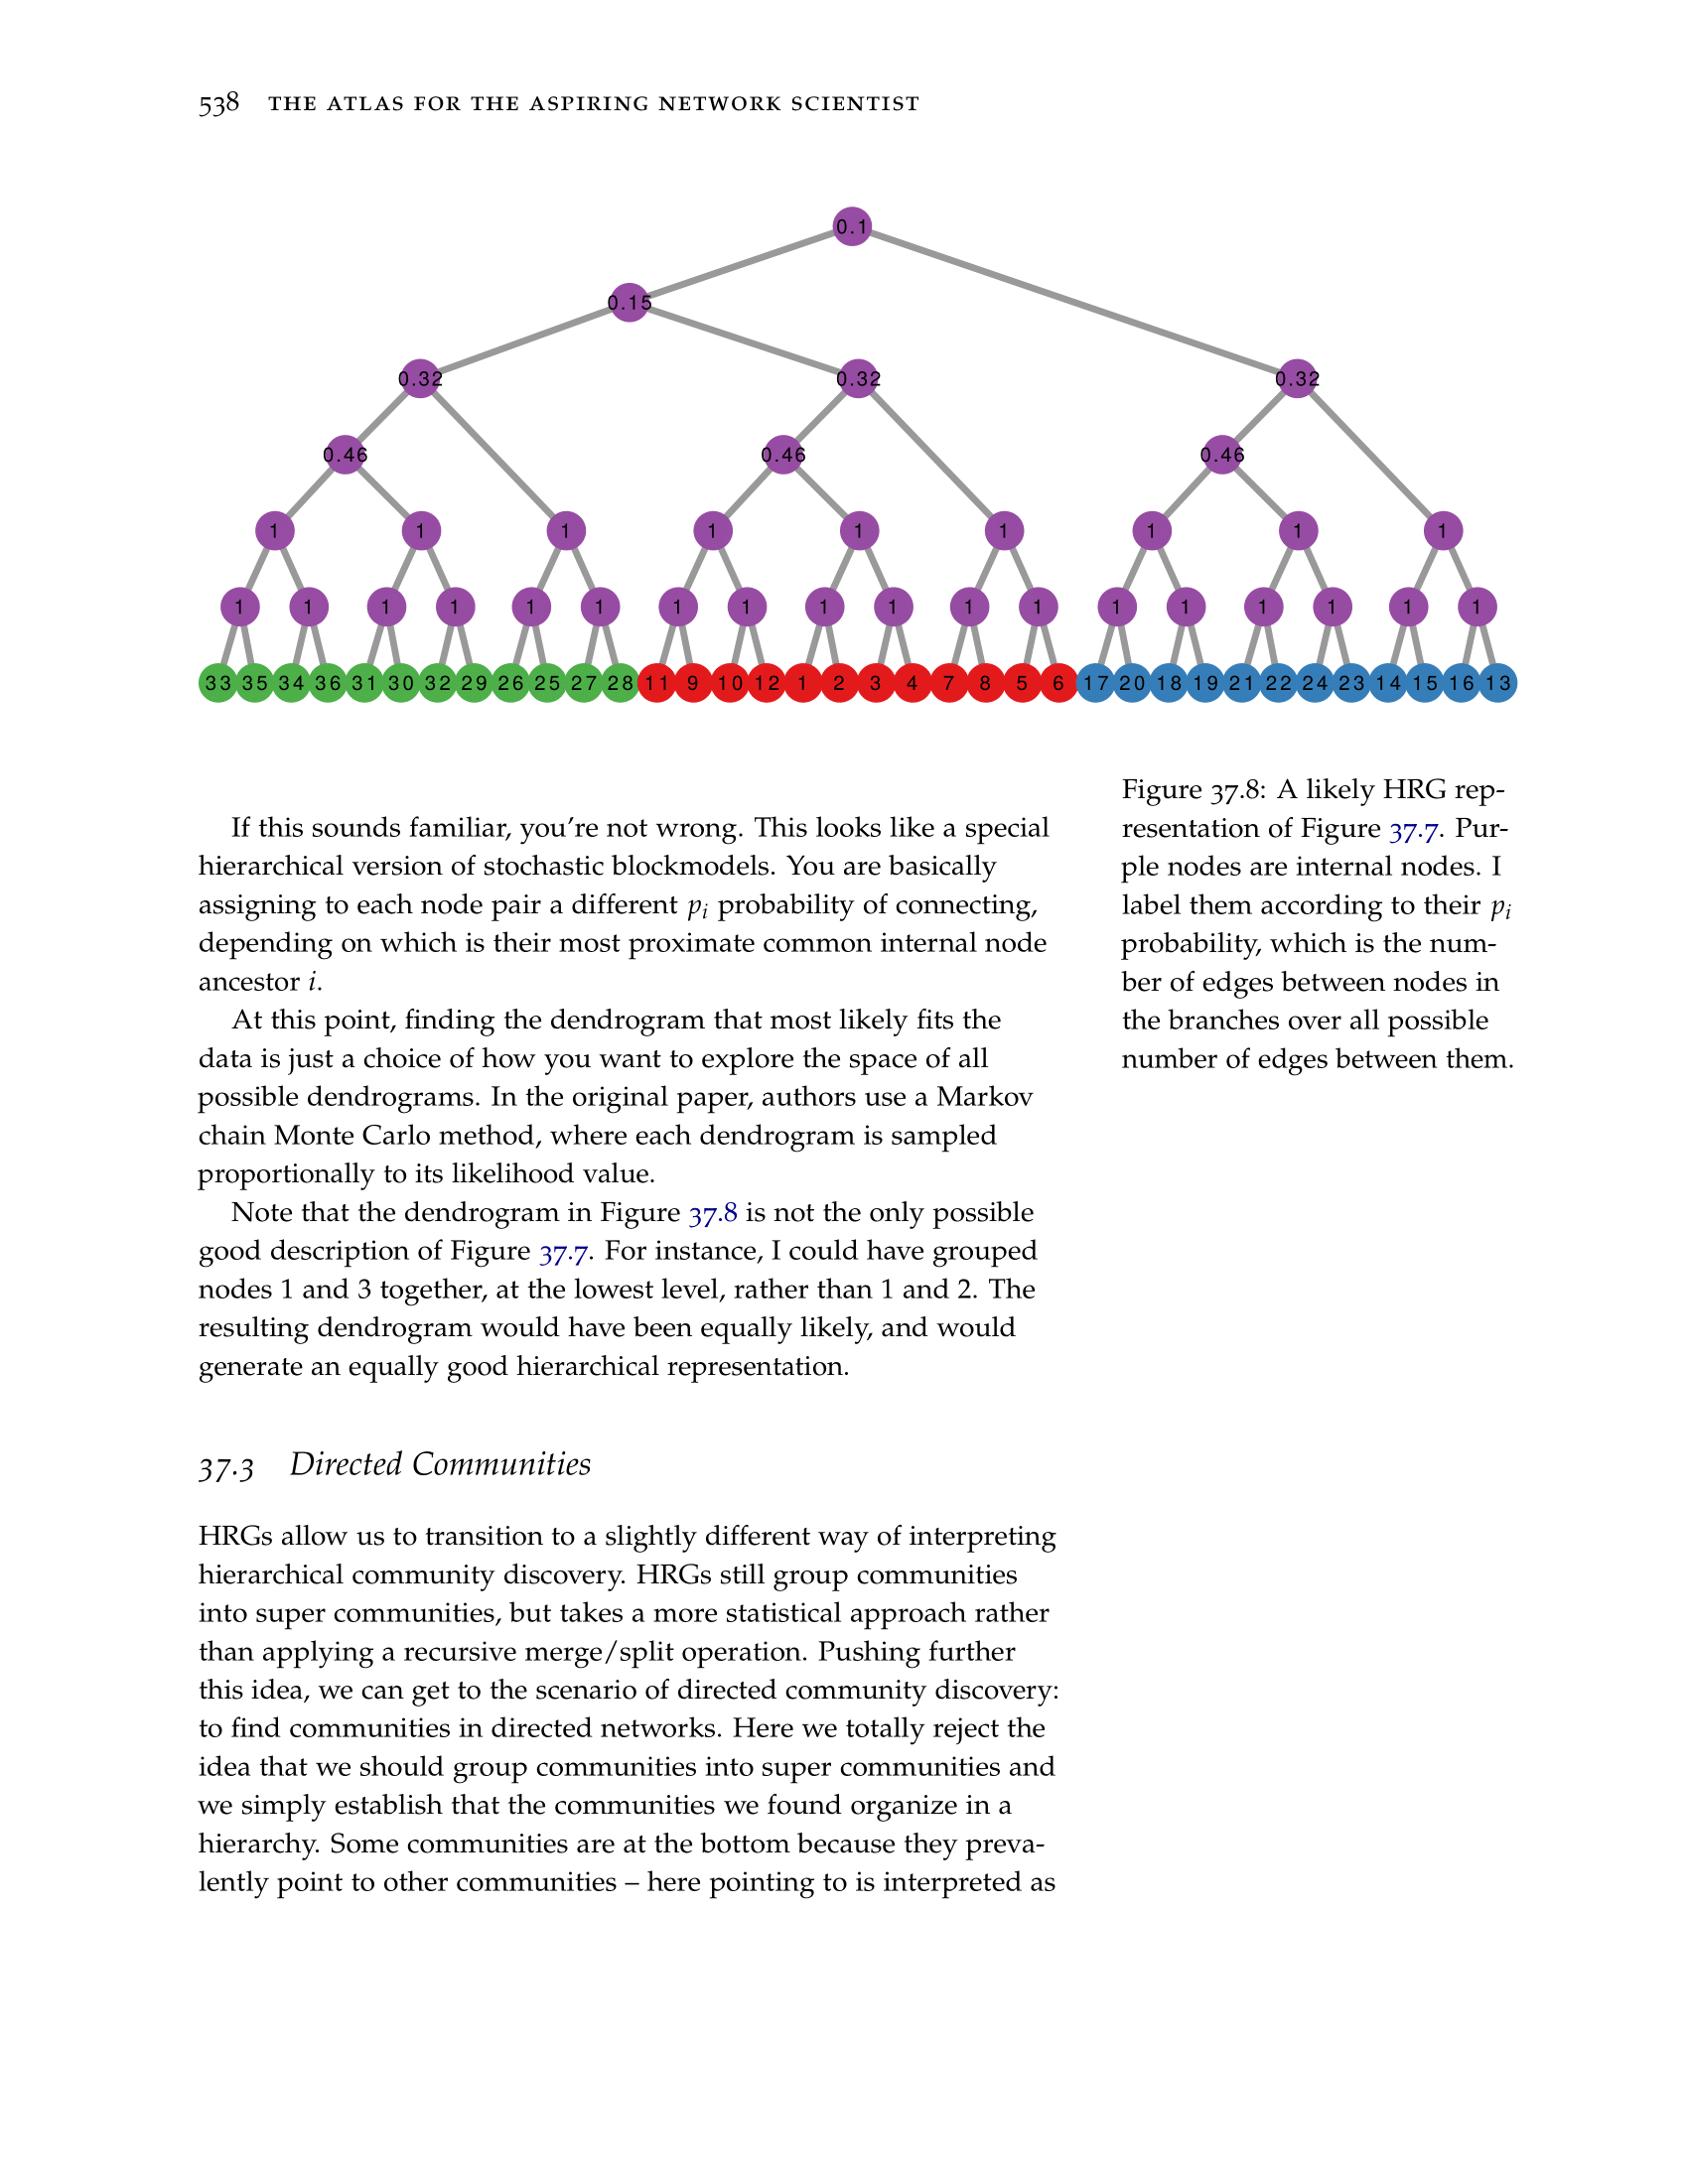 538 THE ATLAS FOR THE ASPIRING NETWORK SCIENTIST
0.1
0.15
0.32 0.32 0.32
0.46 0.46 0.46
1 1 1 1 1 1 1 1 1
1 1 1 1 1 1 1 1 1 1 1 1 1 1 1 1 1 1
33 35 34 36 31 30 32 29 26 25 27 28 11 9 10 12 1 2 3 4 7 8 5 6 17 20 18 19 21 22 24 23 14 15 16 13
Figure 37.8: A likely HRG rep-
resentation of Figure 37.7. Pur-
ple nodes are internal nodes. I
label them according to their pi
probability, which is the num-
ber of edges between nodes in
the branches over all possible
number of edges between them.
If this sounds familiar, you're not wrong. This looks like a special
hierarchical version of stochastic blockmodels. You are basically
assigning to each node pair a different pi probability of connecting,
depending on which is their most proximate common internal node
ancestor i.
At this point, finding the dendrogram that most likely fits the
data is just a choice of how you want to explore the space of all
possible dendrograms. In the original paper, authors use a Markov
chain Monte Carlo method, where each dendrogram is sampled
proportionally to its likelihood value.
Note that the dendrogram in Figure 37.8 is not the only possible
good description of Figure 37.7. For instance, I could have grouped
nodes 1 and 3 together, at the lowest level, rather than 1 and 2. The
resulting dendrogram would have been equally likely, and would
generate an equally good hierarchical representation.
37.3 Directed Communities
HRGs allow us to transition to a slightly different way of interpreting
hierarchical community discovery. HRGs still group communities
into super communities, but takes a more statistical approach rather
than applying a recursive merge/split operation. Pushing further
this idea, we can get to the scenario of directed community discovery:
to find communities in directed networks. Here we totally reject the
idea that we should group communities into super communities and
we simply establish that the communities we found organize in a
hierarchy. Some communities are at the bottom because they preva-
lently point to other communities – here pointing to is interpreted as